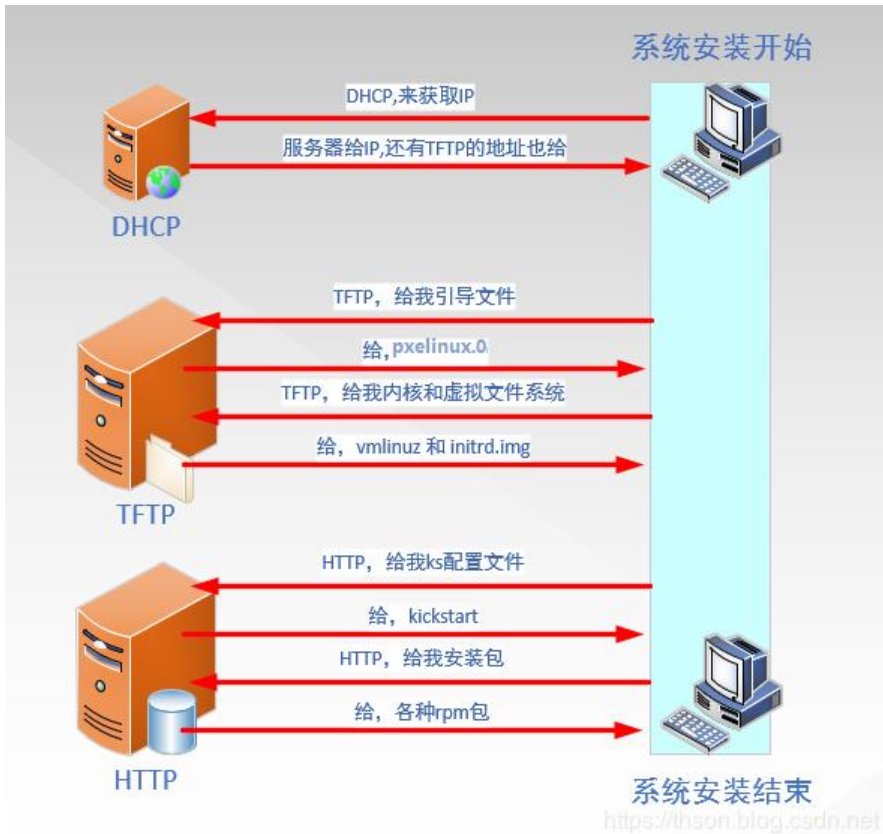 系统安装开始
DHCP,来获取IP
服务器给IP,还有TFTP的地址也给
DHCP
TFTP，给我引导文件
给,pxelinux.0
TFTP，给我内核和虚拟文件系统
给，vmlinuz 和 initrd.img
TFTP
HTTP，给我ks配置文件
给，kickstart
HTTP，给我安装包
给，各种rpm包
HTTP
系统安装结束
https://thson.blog.csdn.net